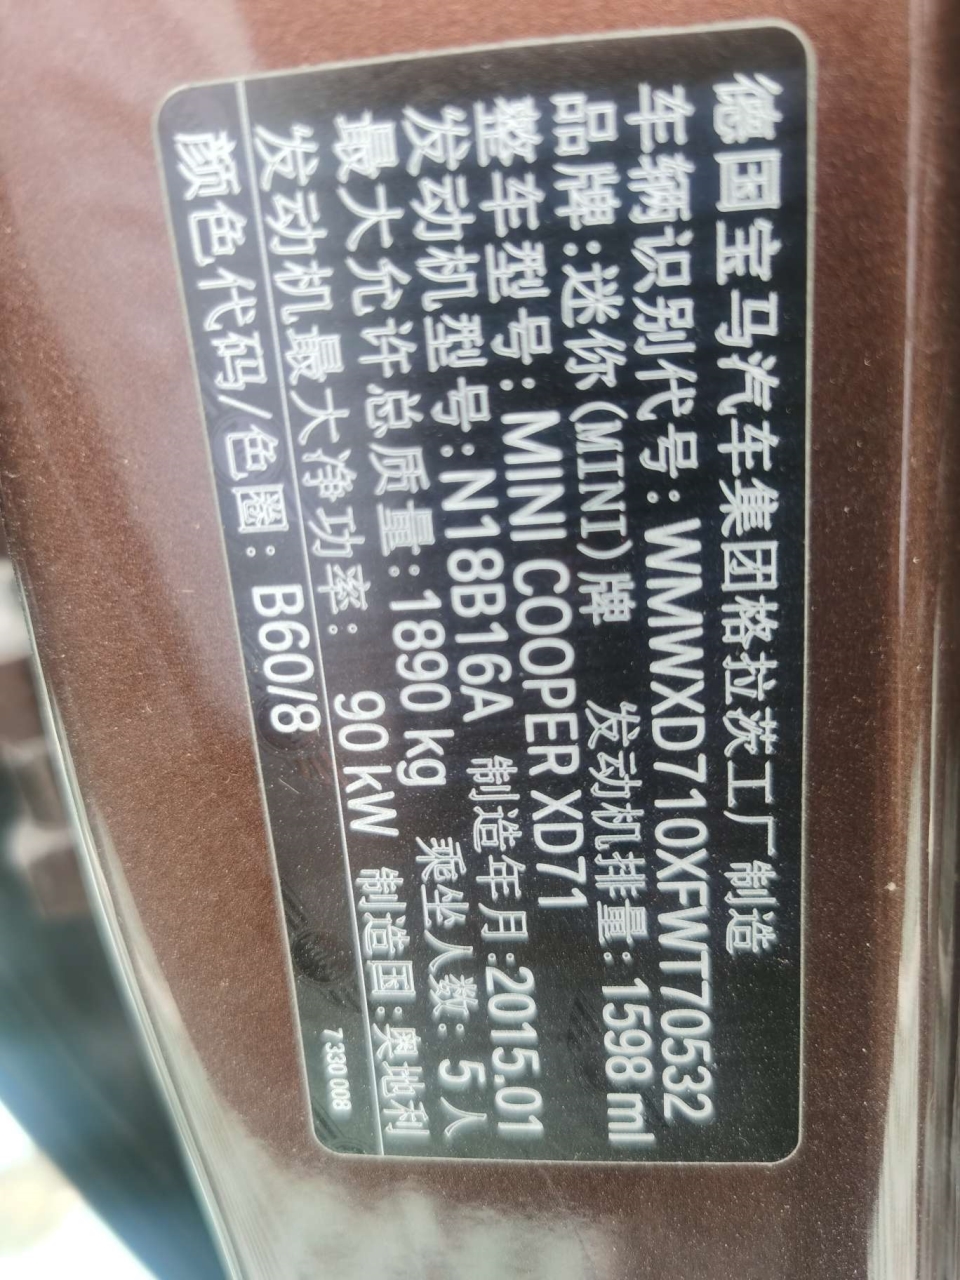 德国宝马汽车集团格拉茨工厂制造
车辆识别代号:WMWXD710XFWT70532
品牌:迷你(MINI)牌 发动机排量:1598 ml
整车型号:MINI COOPER XD71
发动机型号:N18B16A 制造年月:2015.01
最大允许总质量:1890 kg 乘坐人数:5人
发动机最大净功率: 90 kW 制造国:奥地利
颜色代码/色圈: B60/8
7 330 008